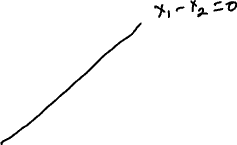 x₁ - x₂ = 0